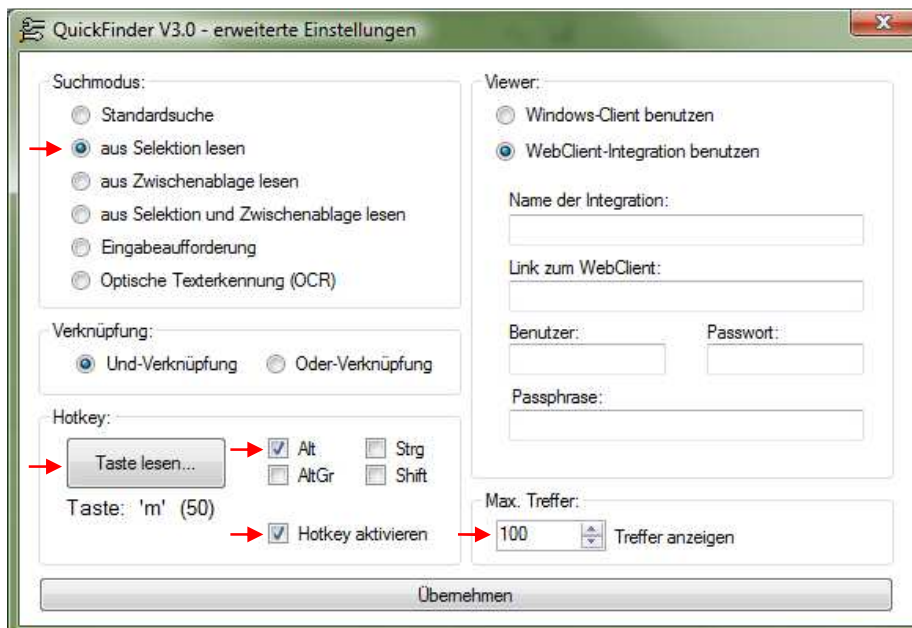 QuickFinder V3.0 - erweiterte Einstellungen
Suchmodus:
Standardsuche
aus Selektion lesen
aus Zwischenablage lesen
aus Selektion und Zwischenablage lesen
Eingabeaufforderung
Optische Texterkennung (OCR)
Verknüpfung:
Und-Verknüpfung Oder-Verknüpfung
Hotkey:
Taste lesen...
Alt Strg
AltGr Shift
Taste: 'm' (50)
Hotkey aktivieren
Viewer:
Windows-Client benutzen
WebClient-Integration benutzen
Name der Integration:
Link zum WebClient:
Benutzer: Passwort:
Passphrase:
Max. Treffer:
100 Treffer anzeigen
Übernehmen